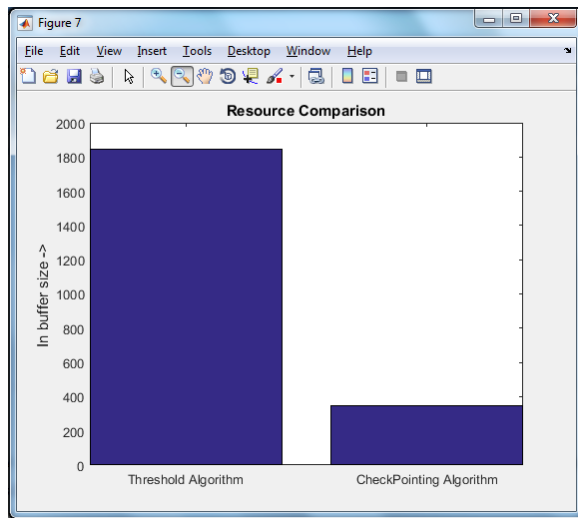 Figure 7
File Edit View Insert Tools Desktop Window Help
Resource Comparison
2000
1800
1600
1400
1200
1000
800
600
400
200
0
In buffer size ->
Threshold Algorithm CheckPointing Algorithm